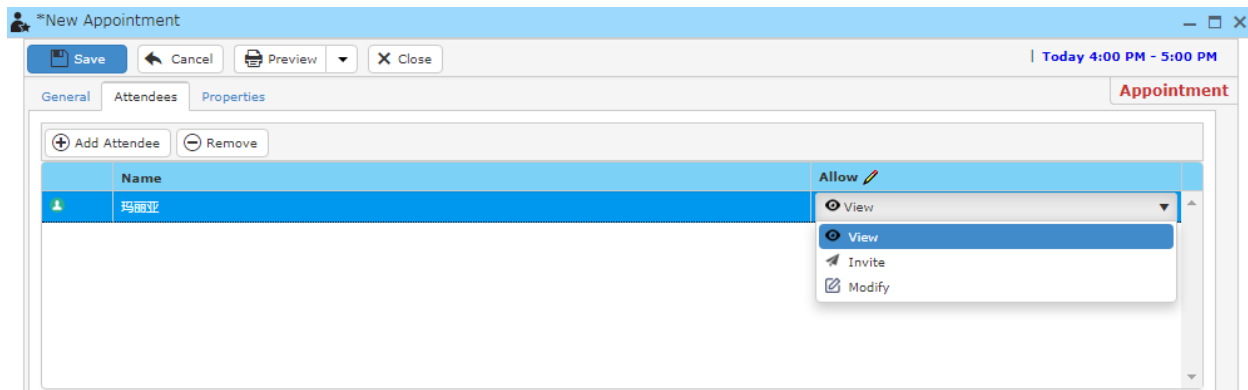 *New Appointment
Save Cancel Preview Close | Today 4:00 PM - 5:00 PM
General Attendees Properties Appointment
Add Attendee Remove
Name Allow
玛丽亚 View
View
Invite
Modify